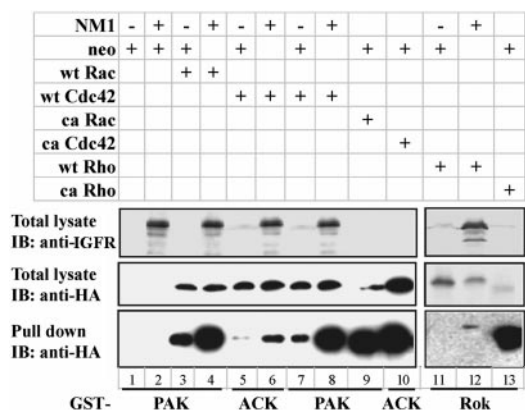 NM1 - + - + - + - + - +
neo + + + + + + + + +
wt Rac + +
wt Cdc42 + + + +
ca Rac +
ca Cdc42 +
wt Rho + +
ca Rho +
Total lysate
IB: anti-IGFR
Total lysate
IB: anti-HA
Pull down
IB: anti-HA
1 2 3 4 5 6 7 8 9 10 11 12 13
GST- PAK ACK PAK ACK Rok